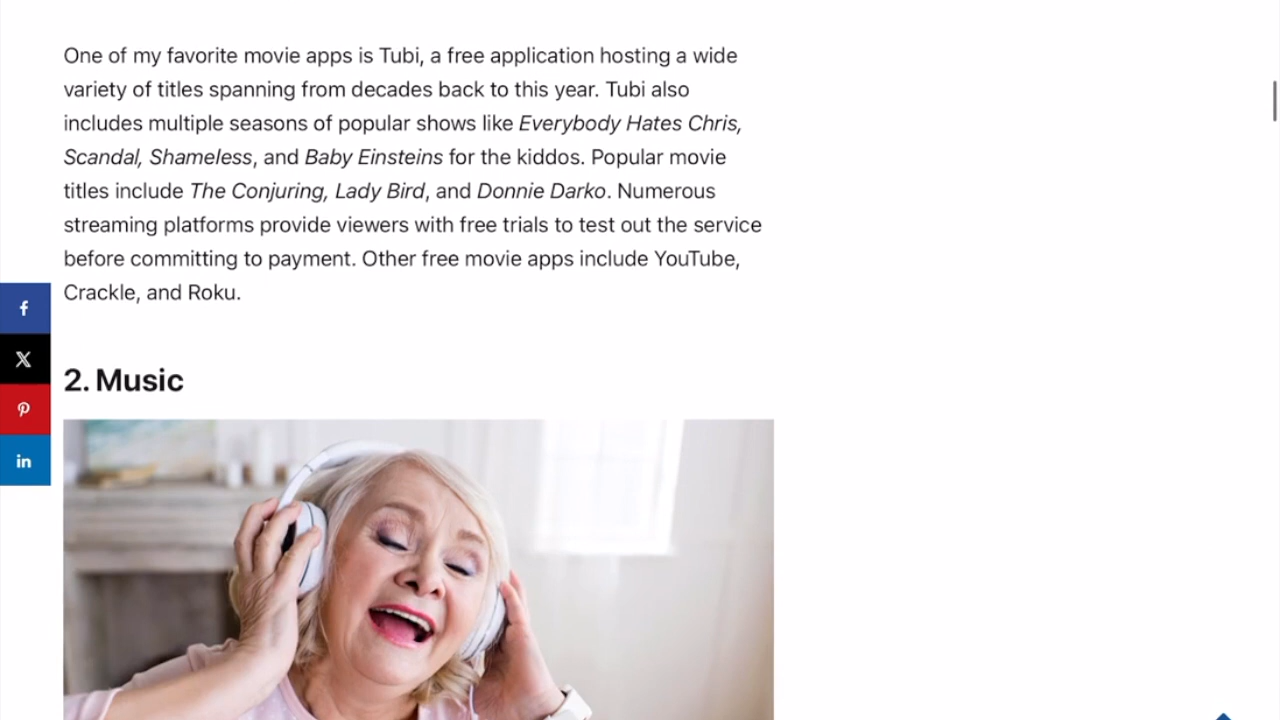 One of my favorite movie apps is Tubi, a free application hosting a wide
variety of titles spanning from decades back to this year. Tubi also
includes multiple seasons of popular shows like Everybody Hates Chris,
Scandal, Shameless, and Baby Einsteins for the kiddos. Popular movie
titles include The Conjuring, Lady Bird, and Donnie Darko. Numerous
streaming platforms provide viewers with free trials to test out the service
before committing to payment. Other free movie apps include YouTube,
Crackle, and Roku.
2. Music